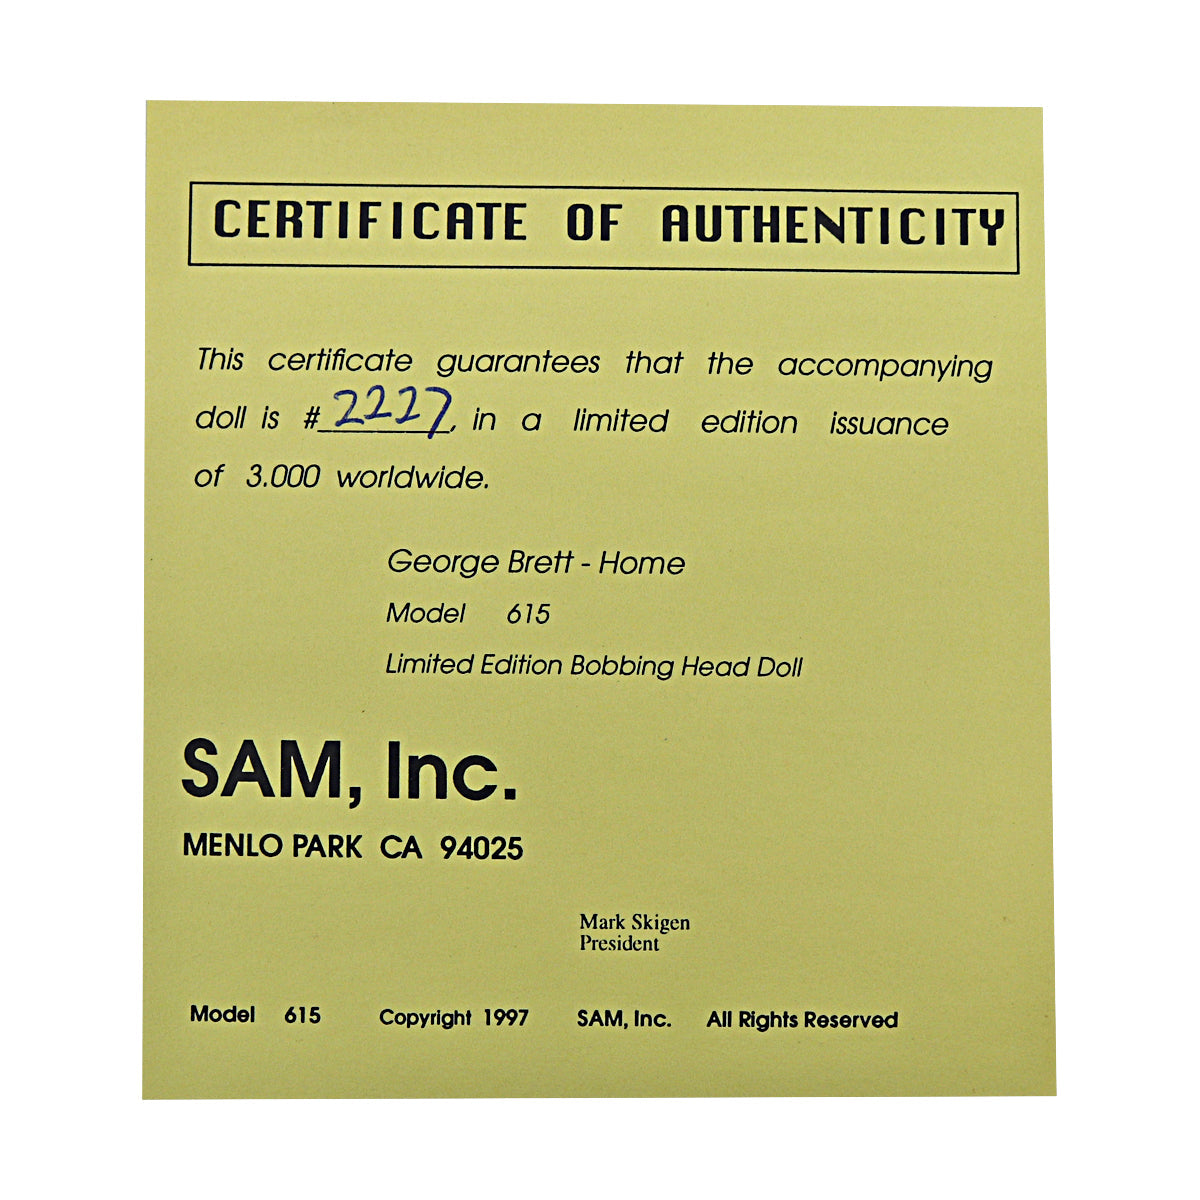 CERTIFICATE OF AUTHENTICITY
This certificate guarantees that the accompanying
doll is #2227, in a limited edition issuance
of 3.000 worldwide.
George Brett - Home
Model 615
Limited Edition Bobbing Head Doll
SAM, Inc.
MENLO PARK CA 94025
Mark Skigen
President
Model 615 Copyright 1997 SAM, Inc. All Rights Reserved